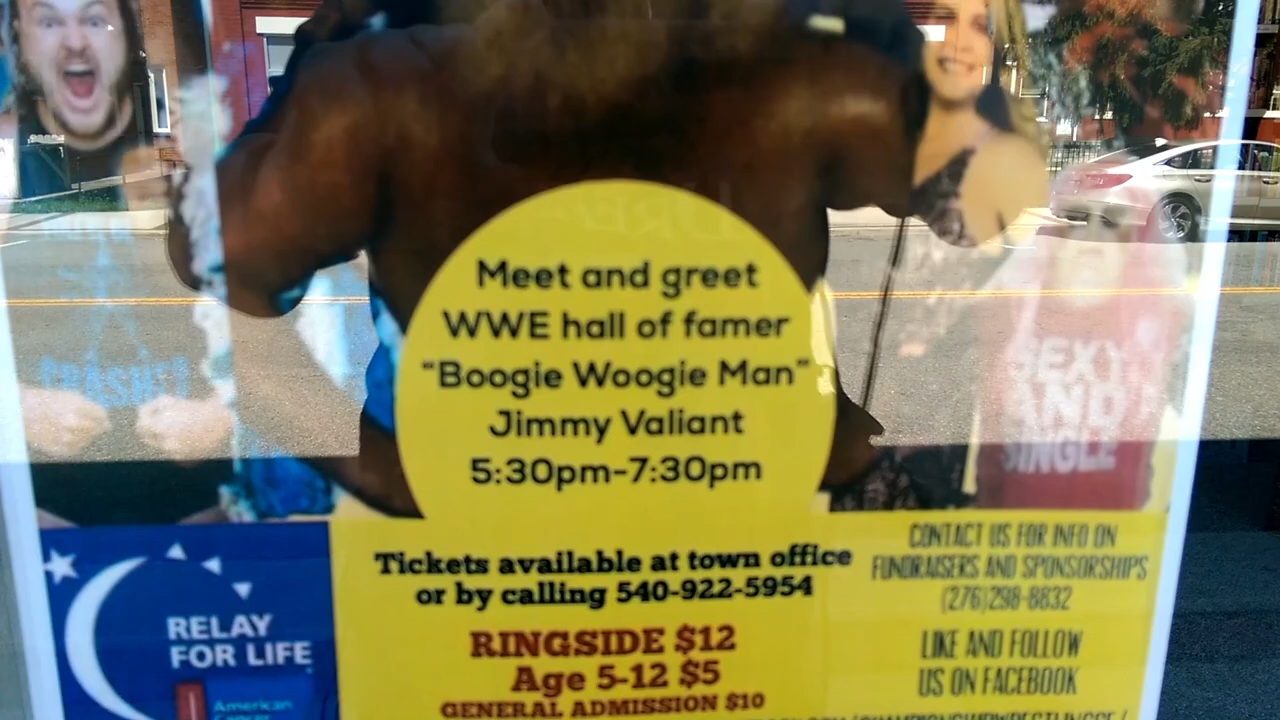 Meet and greet
WWE hall of famer
"Boogie Woogie Man"
Jimmy Valiant
5:30pm-7:30pm
SEXY
AND
SINGLE
Tickets available at town office
or by calling 540-922-5954
RINGSIDE $12
Age 5-12 $5
GENERAL ADMISSION $10
CONTACT US FOR INFO ON
FUNDRAISERS AND SPONSORSHIPS
(276)298-8832
LIKE AND FOLLOW
US ON FACEBOOK
RELAY
FOR LIFE
American
Cancer